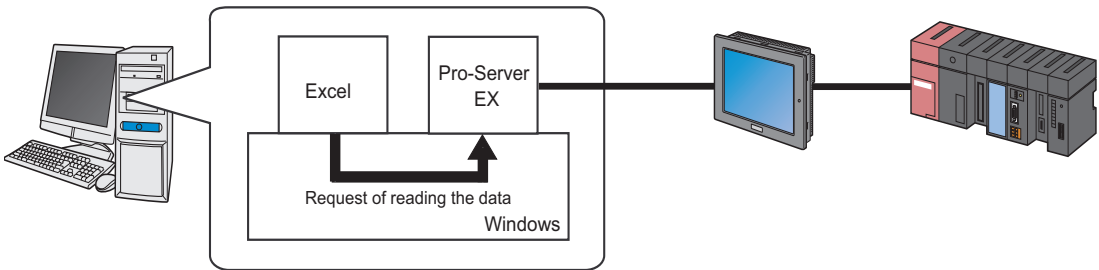 Excel
Pro-Server
EX
Request of reading the data
Windows